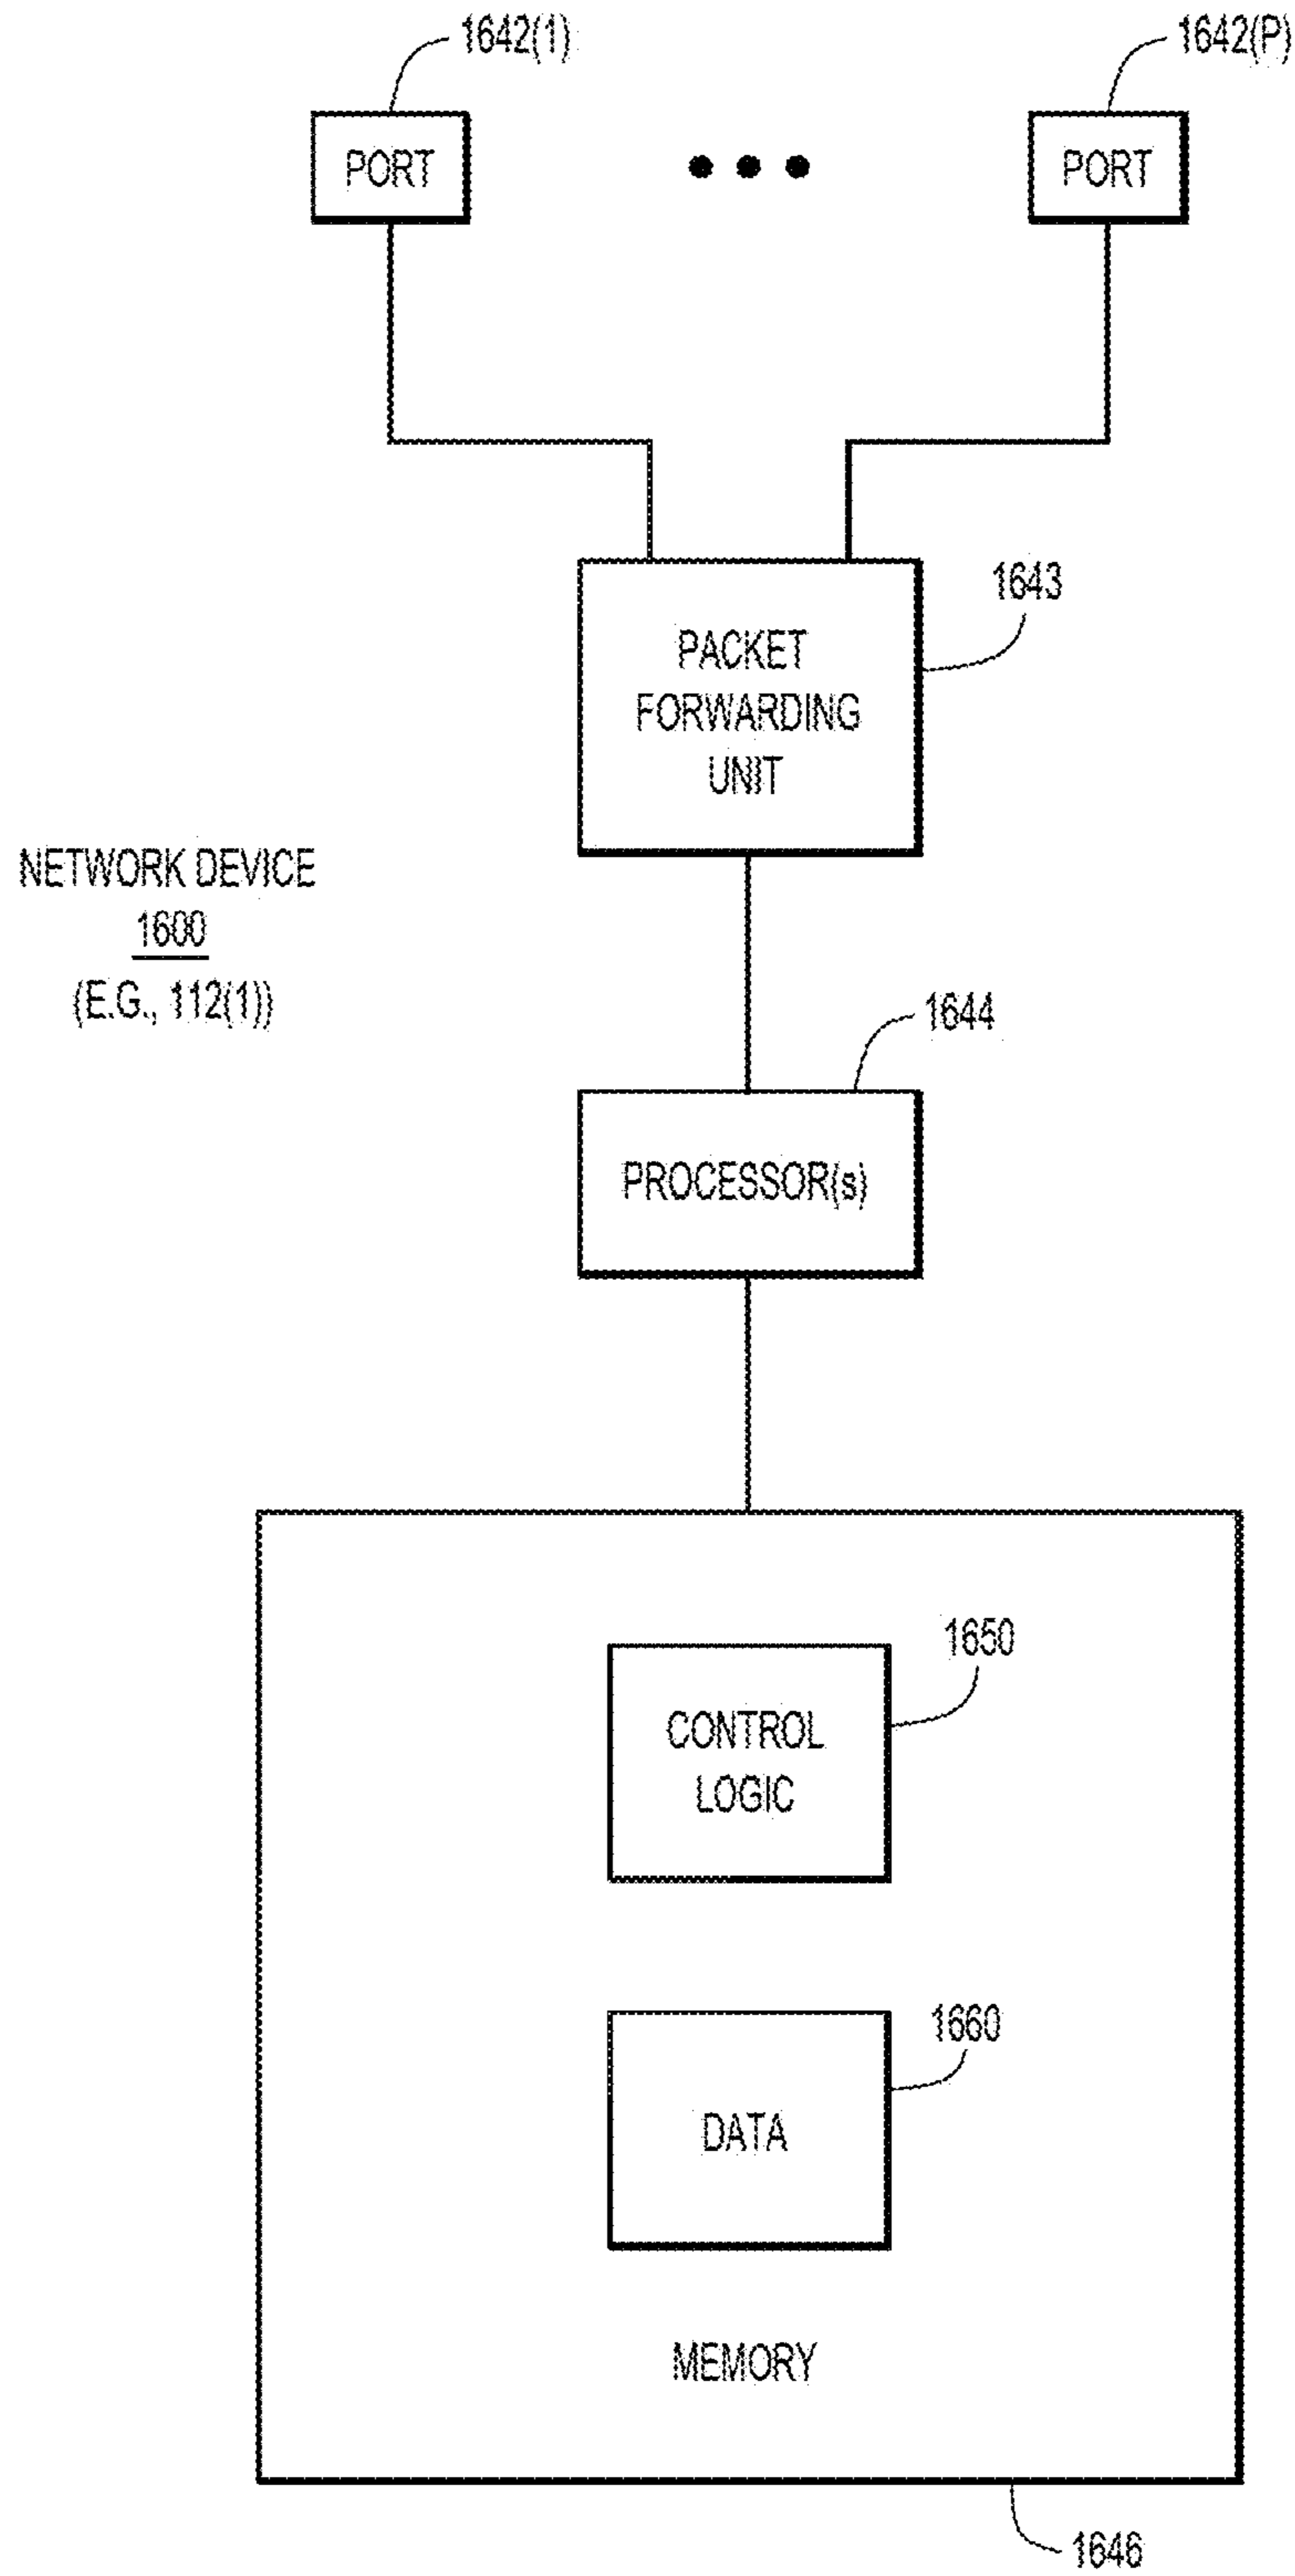 1642(1)
1642(P)
PORT
PORT
1643
PACKET
FORWARDING
UNIT
NETWORK DEVICE
1600
(E.G., 112(1))
1644
PROCESSOR(s)
1650
CONTROL
LOGIC
1660
DATA
MEMORY
1646